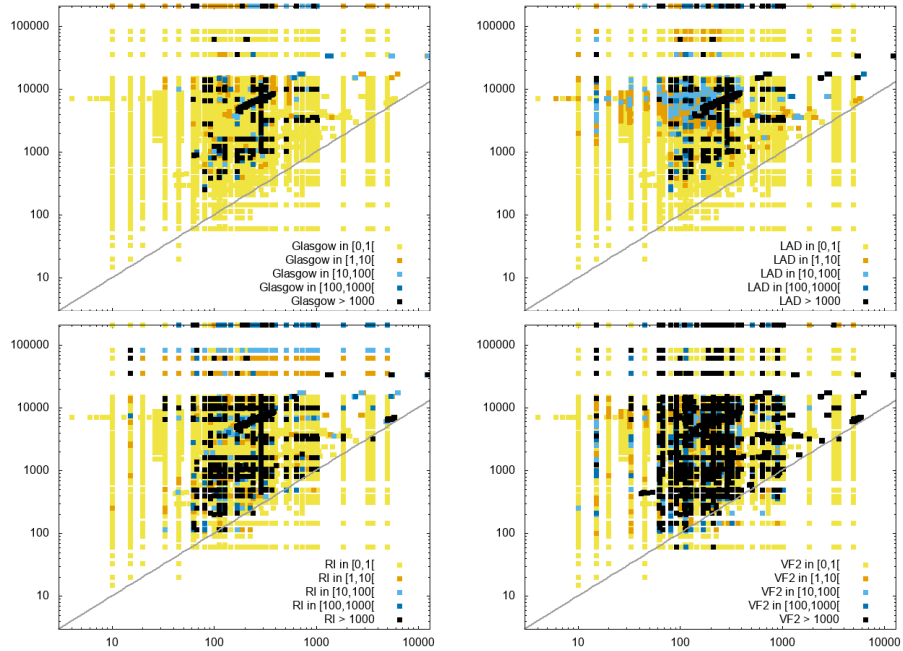 100000
10000
1000
100
10
Glasgow in [0,1[
Glasgow in [1,10[
Glasgow in [10,100[
Glasgow in [100,1000[
Glasgow > 1000
100000
10000
1000
100
10
LAD in [0,1[
LAD in [1,10[
LAD in [10,100[
LAD in [100,1000[
LAD > 1000
100000
10000
1000
100
10
RI in [0,1[
RI in [1,10[
RI in [10,100[
RI in [100,1000[
RI > 1000
10 100 1000 10000
100000
10000
1000
100
10
VF2 in [0,1[
VF2 in [1,10[
VF2 in [10,100[
VF2 in [100,1000[
VF2 > 1000
10 100 1000 10000